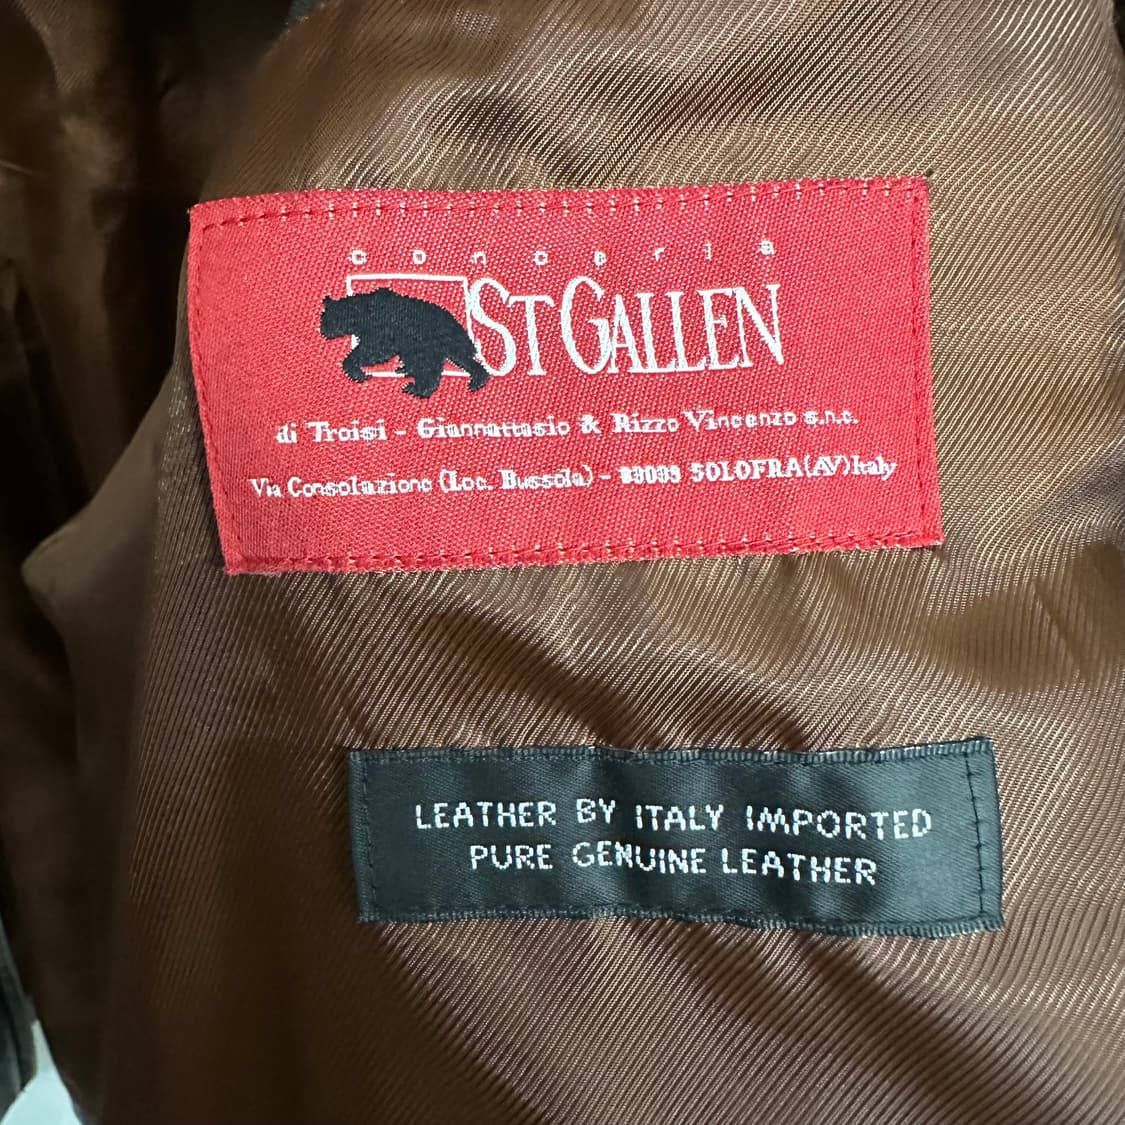 conceria
ST GALLEN
di Troisi - Giannattasio & Rizzo Vincenzo s.n.c.
Via Consolazione (Loc. Bussola) - SOLOFRA (AV) Italy
LEATHER BY ITALY IMPORTED
PURE GENUINE LEATHER